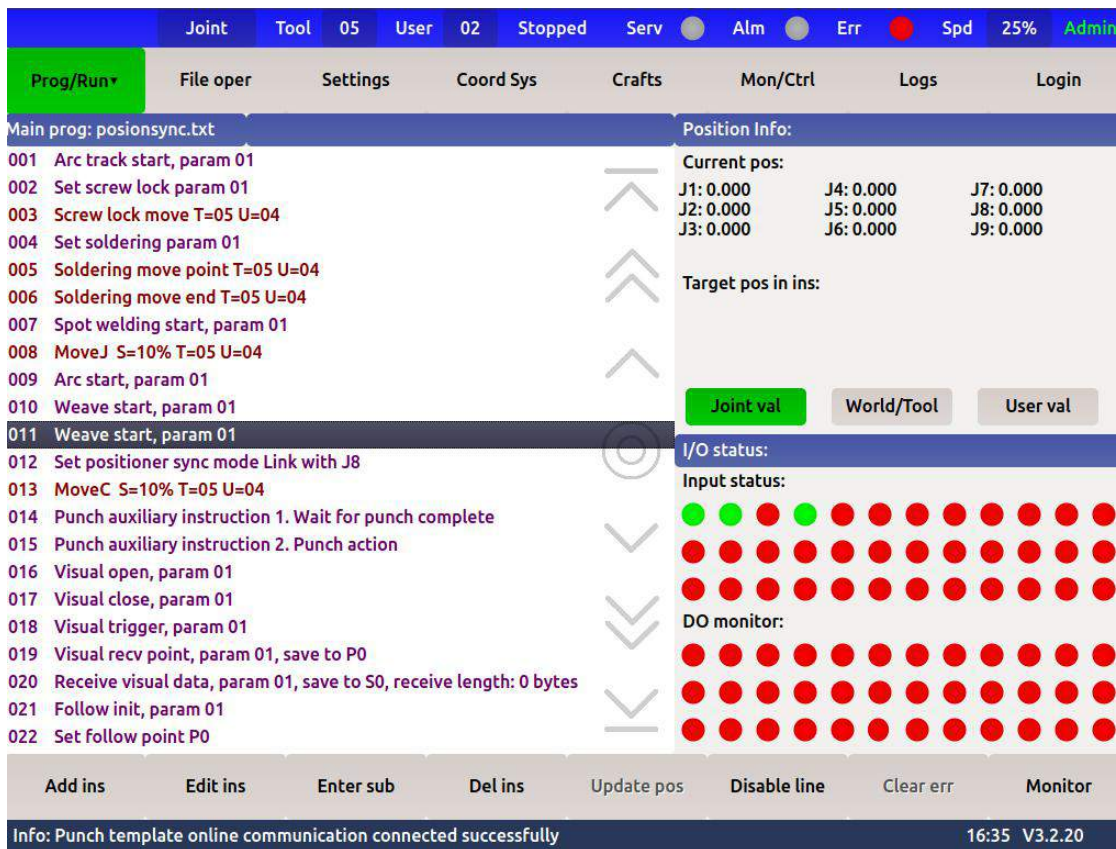 Joint Tool 05 User 02 Stopped Serv Alm Err Spd 25% Admin
Prog/Run▾ File oper Settings Coord Sys Crafts Mon/Ctrl Logs Login
Main prog: posionsync.txt
001 Arc track start, param 01
002 Set screw lock param 01
003 Screw lock move T=05 U=04
004 Set soldering param 01
005 Soldering move point T=05 U=04
006 Soldering move end T=05 U=04
007 Spot welding start, param 01
008 MoveJ S=10% T=05 U=04
009 Arc start, param 01
010 Weave start, param 01
011 Weave start, param 01
012 Set positioner sync mode Link with J8
013 MoveC S=10% T=05 U=04
014 Punch auxiliary instruction 1. Wait for punch complete
015 Punch auxiliary instruction 2. Punch action
016 Visual open, param 01
017 Visual close, param 01
018 Visual trigger, param 01
019 Visual recv point, param 01, save to P0
020 Receive visual data, param 01, save to S0, receive length: 0 bytes
021 Follow init, param 01
022 Set follow point P0
Position Info:
Current pos:
J1: 0.000 J4: 0.000 J7: 0.000
J2: 0.000 J5: 0.000 J8: 0.000
J3: 0.000 J6: 0.000 J9: 0.000
Target pos in ins:
Joint val World/Tool User val
I/O status:
Input status:
DO monitor:
Add ins Edit ins Enter sub Del ins Update pos Disable line Clear err Monitor
Info: Punch template online communication connected successfully 16:35 V3.2.20